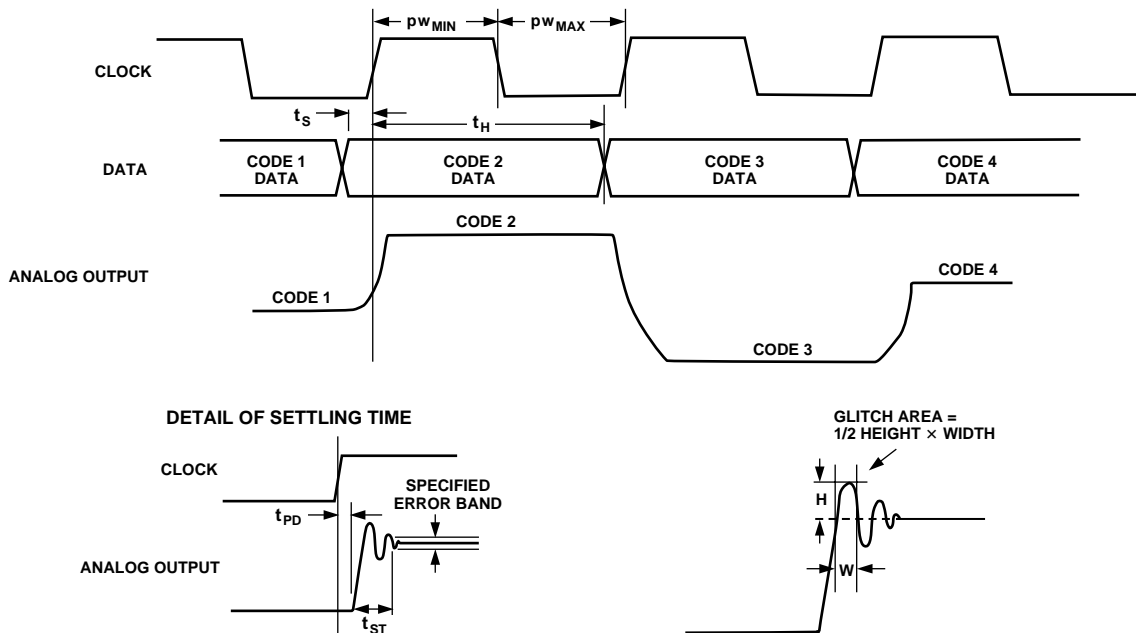 pwMIN
pwMAX
CLOCK
tS
tH
DATA
CODE 1
DATA
CODE 2
DATA
CODE 3
DATA
CODE 4
DATA
ANALOG OUTPUT
CODE 1
CODE 2
CODE 3
CODE 4
DETAIL OF SETTLING TIME
CLOCK
tPD
SPECIFIED
ERROR BAND
ANALOG OUTPUT
tST
GLITCH AREA =
1/2 HEIGHT × WIDTH
H
W